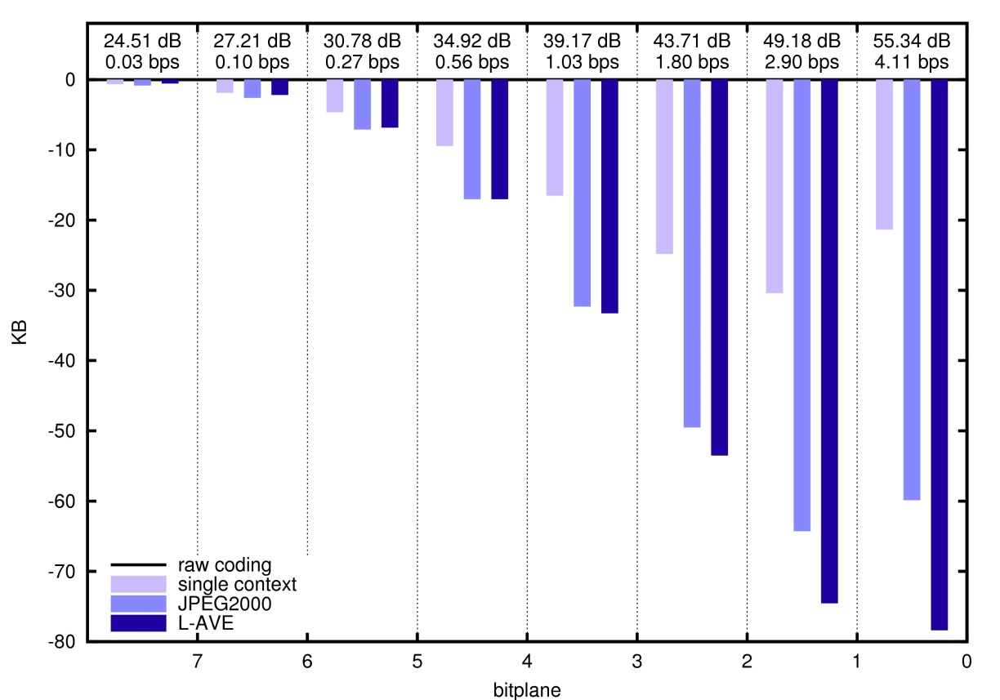 24.51 dB 27.21 dB 30.78 dB 34.92 dB 39.17 dB 43.71 dB 49.18 dB 55.34 dB
0.03 bps 0.10 bps 0.27 bps 0.56 bps 1.03 bps 1.80 bps 2.90 bps 4.11 bps
0
-10
-20
-30
-40
-50
-60
-70
-80
KB
raw coding
single context
JPEG2000
L-AVE
7 6 5 4 3 2 1 0
bitplane